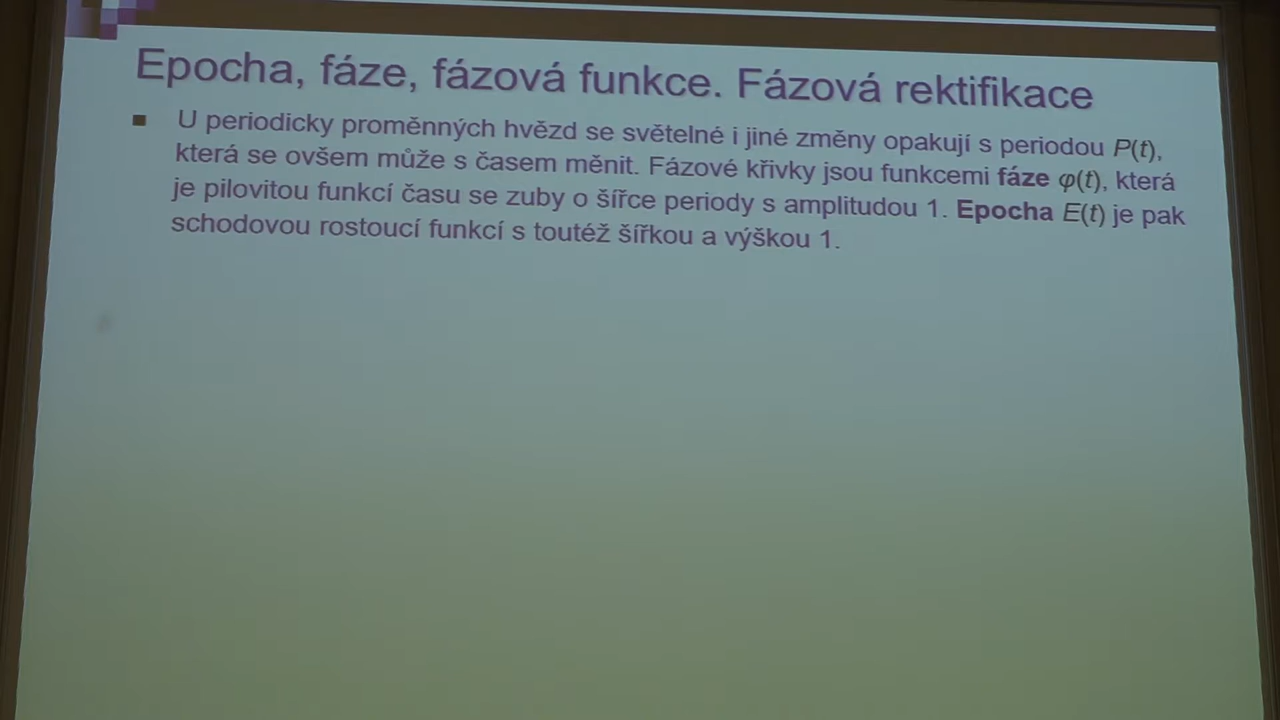 Epocha, fáze, fázová funkce. Fázová rektifikace
U periodicky proměnných hvězd se světelné i jiné změny opakují s periodou P(t),
která se ovšem může s časem měnit. Fázové křivky jsou funkcemi fáze φ(t), která
je pilovitou funkcí času se zuby o šířce periody s amplitudou 1. Epocha E(t) je pak
schodovou rostoucí funkcí s toutéž šířkou a výškou 1.